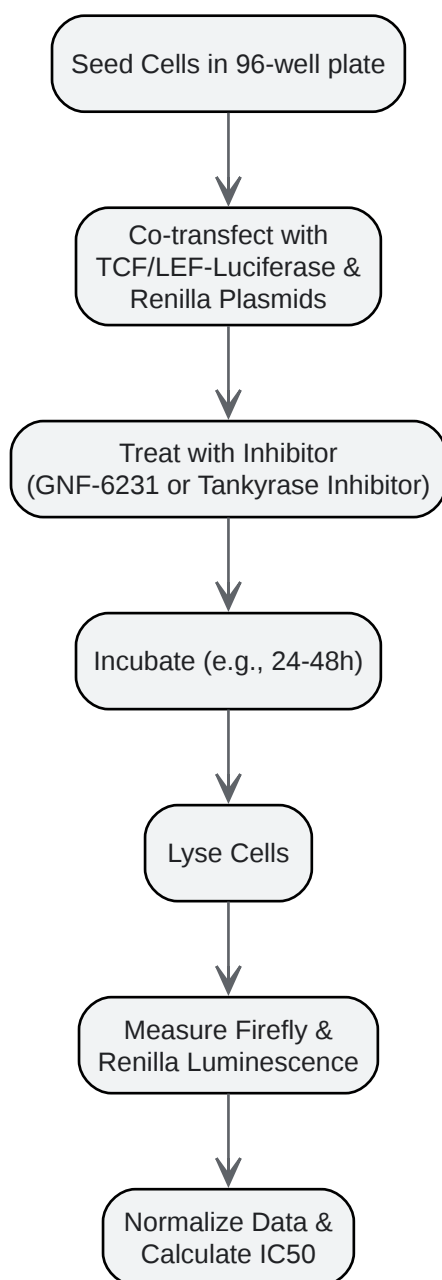 Seed Cells in 96-well plate
Co-transfect with
TCF/LEF-Luciferase &
Renilla Plasmids
Treat with Inhibitor
(GNF-6231 or Tankyrase Inhibitor)
Incubate (e.g., 24-48h)
Lyse Cells
Measure Firefly &
Renilla Luminescence
Normalize Data &
Calculate IC50